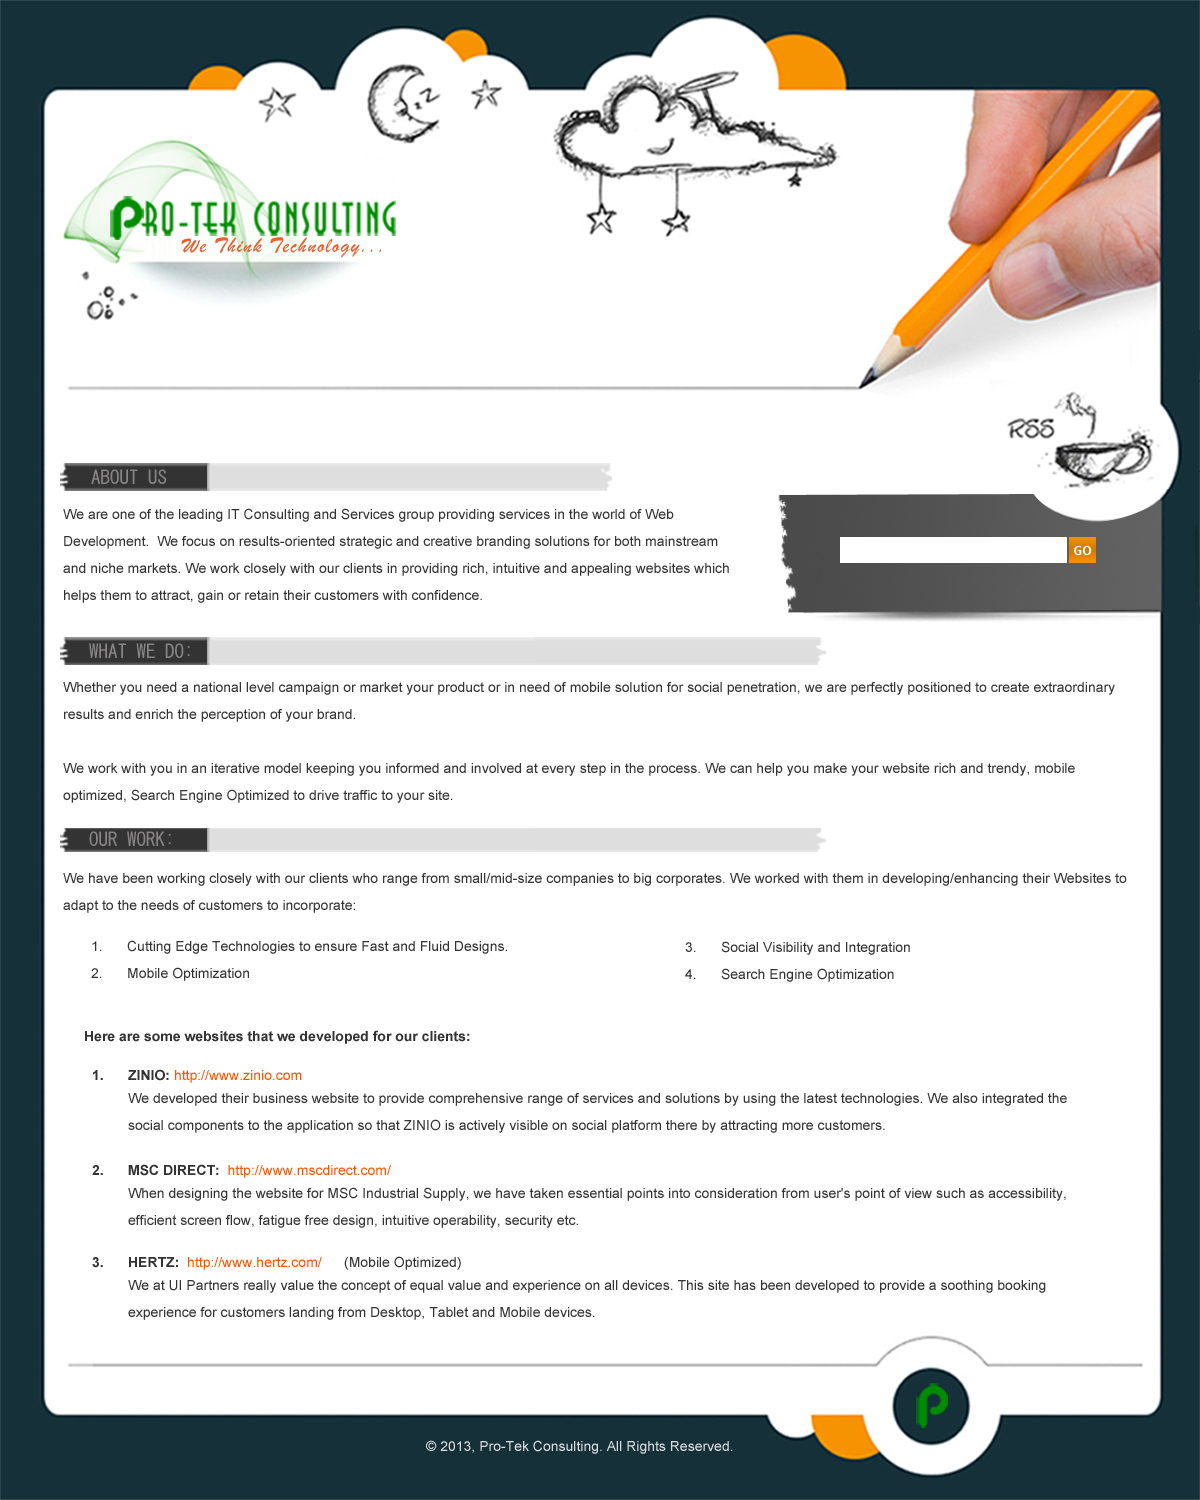 zz
PRO-TEK CONSULTING
We Think Technology...
RSS
ABOUT US
We are one of the leading IT Consulting and Services group providing services in the world of Web
Development.  We focus on results-oriented strategic and creative branding solutions for both mainstream
and niche markets. We work closely with our clients in providing rich, intuitive and appealing websites which
helps them to attract, gain or retain their customers with confidence.
GO
WHAT WE DO:
Whether you need a national level campaign or market your product or in need of mobile solution for social penetration, we are perfectly positioned to create extraordinary
results and enrich the perception of your brand.
We work with you in an iterative model keeping you informed and involved at every step in the process. We can help you make your website rich and trendy, mobile
optimized, Search Engine Optimized to drive traffic to your site.
OUR WORK:
We have been working closely with our clients who range from small/mid-size companies to big corporates. We worked with them in developing/enhancing their Websites to
adapt to the needs of customers to incorporate:
1. Cutting Edge Technologies to ensure Fast and Fluid Designs.
2. Mobile Optimization
3. Social Visibility and Integration
4. Search Engine Optimization
Here are some websites that we developed for our clients:
1. ZINIO: http://www.zinio.com
We developed their business website to provide comprehensive range of services and solutions by using the latest technologies. We also integrated the
social components to the application so that ZINIO is actively visible on social platform there by attracting more customers.
2. MSC DIRECT:  http://www.mscdirect.com/
When designing the website for MSC Industrial Supply, we have taken essential points into consideration from user's point of view such as accessibility,
efficient screen flow, fatigue free design, intuitive operability, security etc.
3. HERTZ:  http://www.hertz.com/ (Mobile Optimized)
We at UI Partners really value the concept of equal value and experience on all devices. This site has been developed to provide a soothing booking
experience for customers landing from Desktop, Tablet and Mobile devices.
P
© 2013, Pro-Tek Consulting. All Rights Reserved.